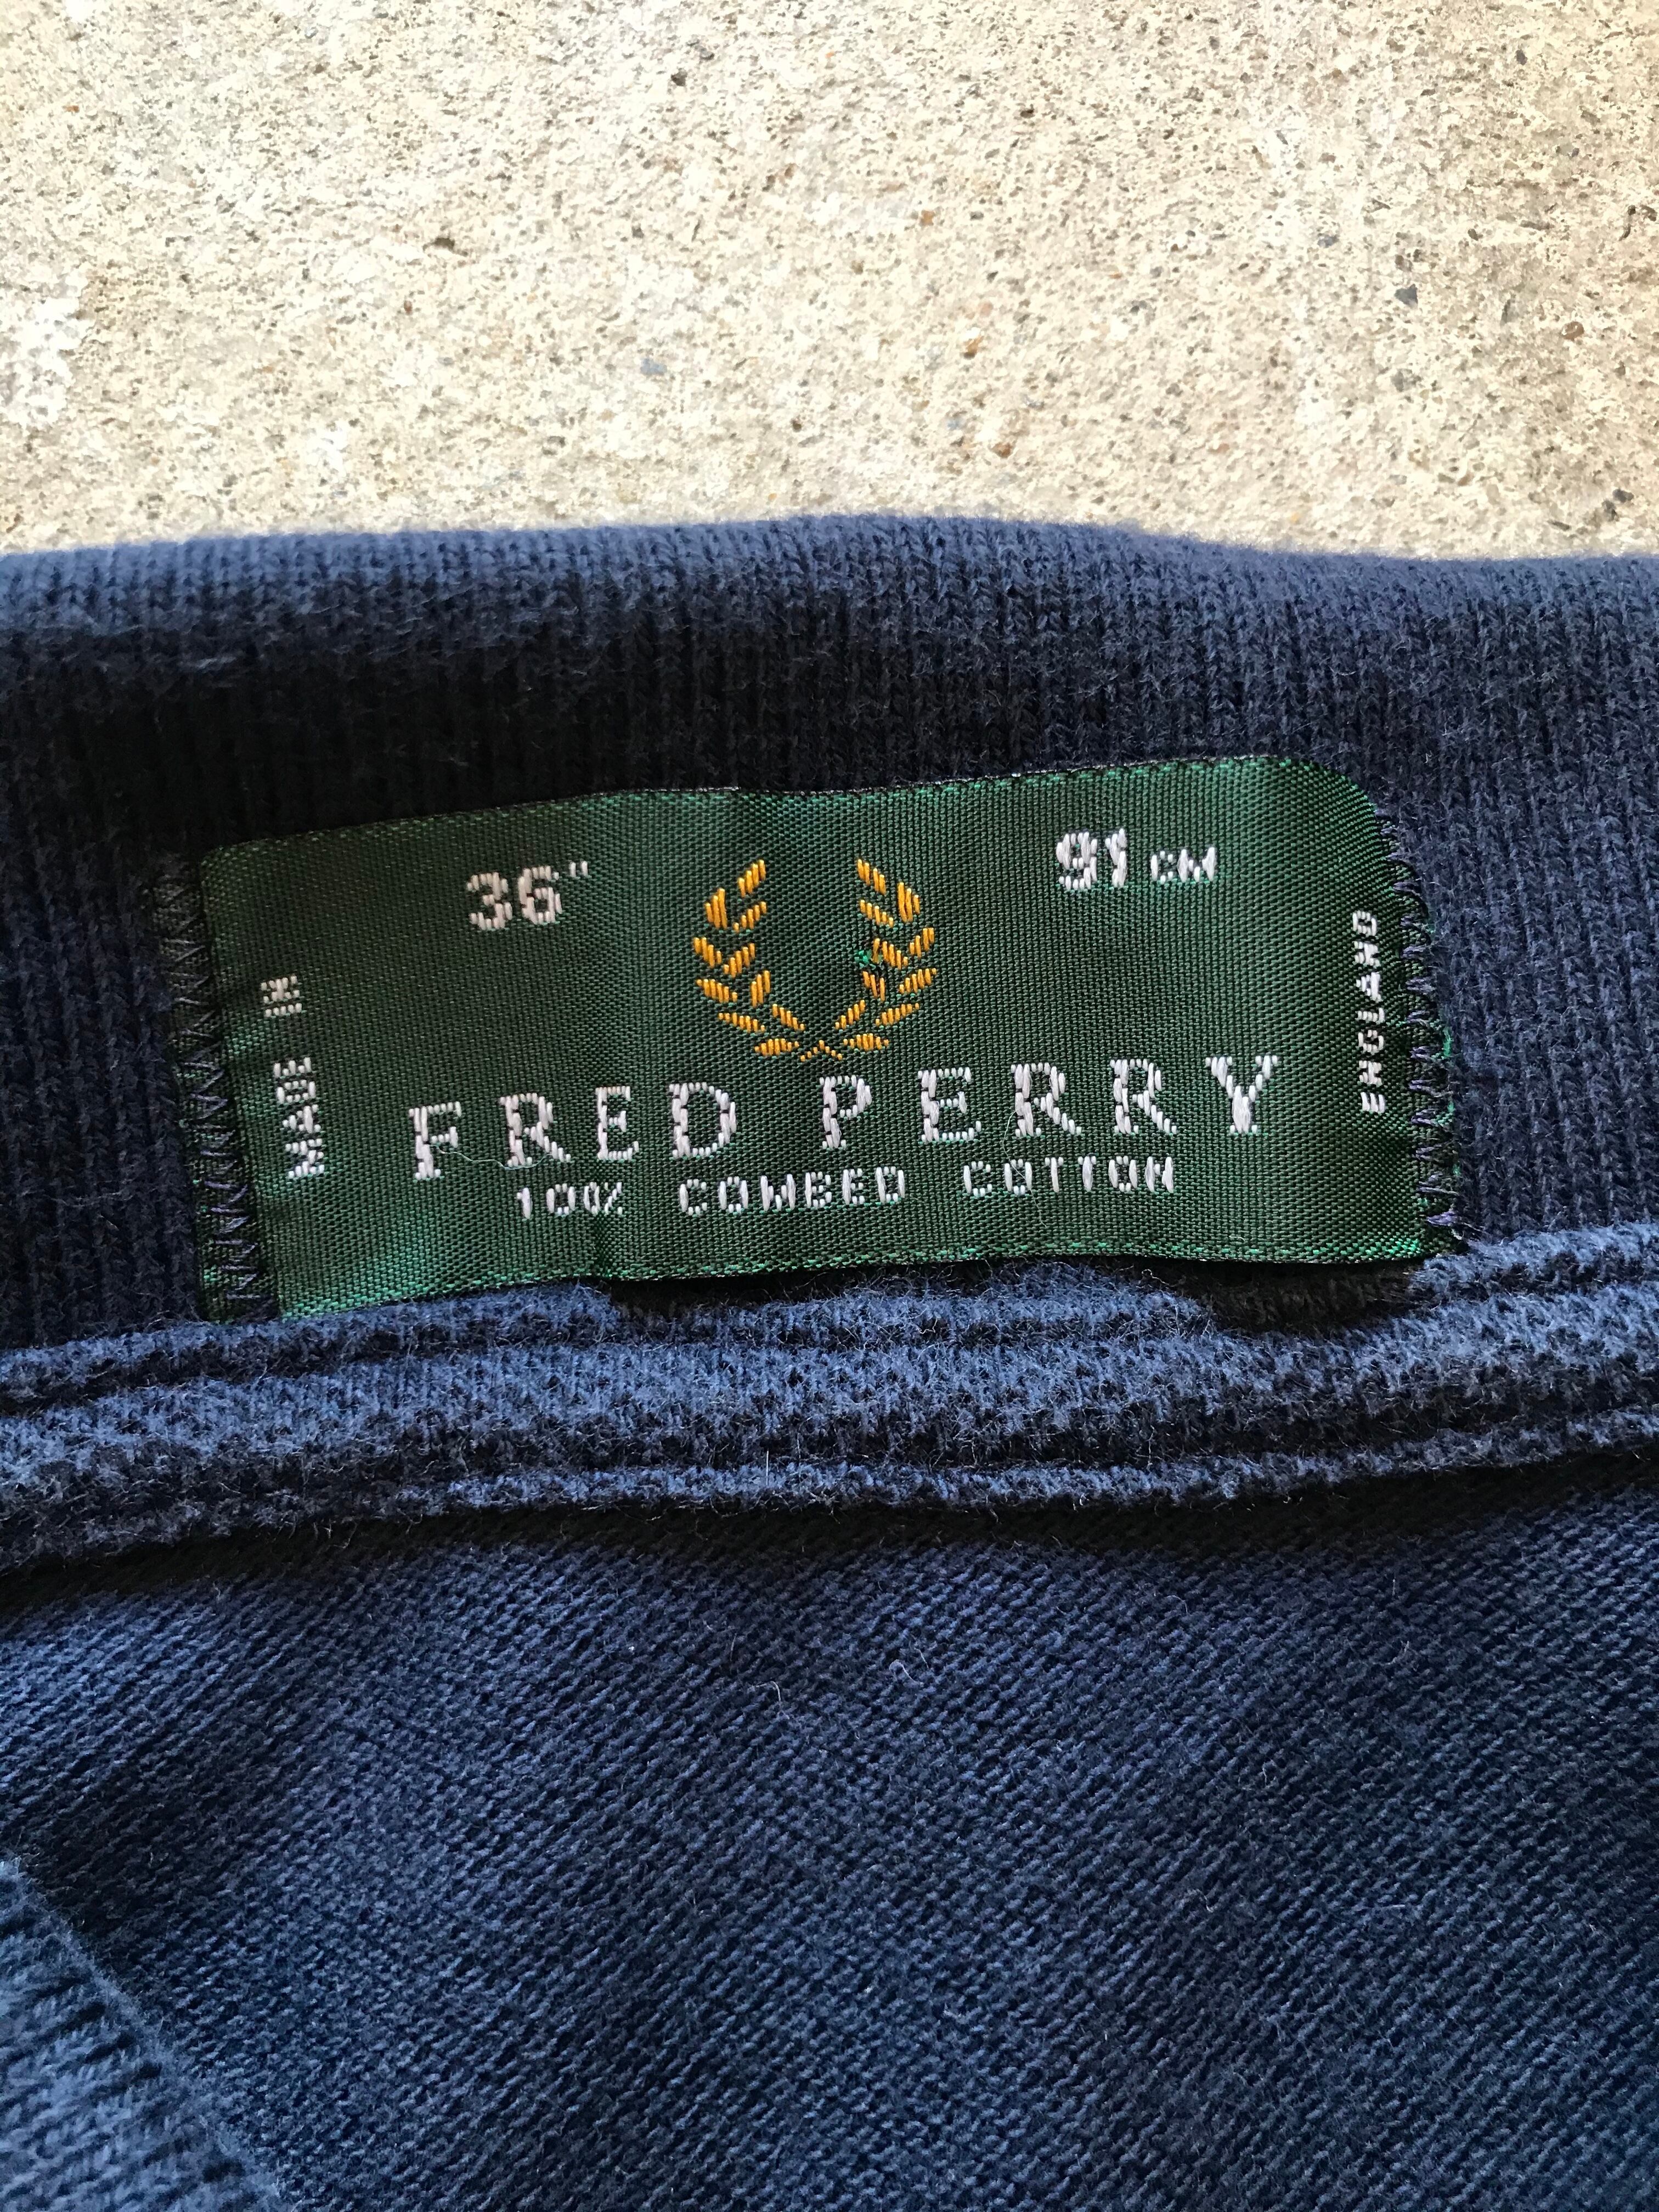 36" 91 CM
MADE IN
ENGLAND
FRED PERRY
100% COMBED COTTON